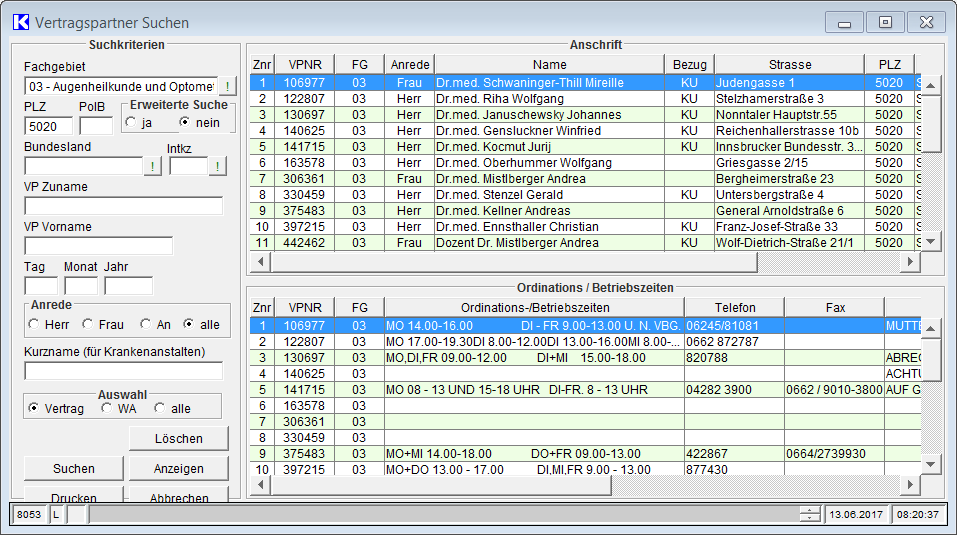 K Vertragspartner Suchen
Suchkriterien
Fachgebiet
03 - Augenheilkunde und Optomet !
PLZ PolB Erweiterte Suche
5020 ja nein
Bundesland Intkz
! !
VP Zuname
VP Vorname
Tag Monat Jahr
Anrede
Herr Frau An alle
Kurzname (für Krankenanstalten)
Auswahl
Vertrag WA alle
Löschen
Suchen Anzeigen
Drucken Abbrechen
Anschrift
Znr VPNR FG Anrede Name Bezug Strasse PLZ
1 106977 03 Frau Dr.med. Schwaninger-Thill Mireille KU Judengasse 1 5020 S
2 122807 03 Herr Dr.med. Riha Wolfgang KU Stelzhamerstraße 3 5020 S
3 130697 03 Herr Dr.med. Januschewsky Johannes KU Nonntaler Hauptstr.55 5020 S
4 140625 03 Herr Dr.med. Gensluckner Winfried KU Reichenhallerstrasse 10b 5020 S
5 141715 03 Herr Dr.med. Kocmut Jurij KU Innsbrucker Bundesstr. 3... 5020 S
6 163578 03 Herr Dr.med. Oberhummer Wolfgang Griesgasse 2/15 5020 S
7 306361 03 Frau Dr.med. Mistlberger Andrea Bergheimerstraße 23 5020 S
8 330459 03 Herr Dr.med. Stenzel Gerald KU Untersbergstraße 4 5020 S
9 375483 03 Herr Dr.med. Kellner Andreas General Arnoldstraße 6 5020 S
10 397215 03 Herr Dr.med. Ennsthaller Christian KU Franz-Josef-Straße 33 5020 S
11 442462 03 Frau Dozent Dr. Mistlberger Andrea KU Wolf-Dietrich-Straße 21/1 5020 S
Ordinations / Betriebszeiten
Znr VPNR FG Ordinations-/Betriebszeiten Telefon Fax
1 106977 03 MO 14.00-16.00 DI - FR 9.00-13.00 U. N. VBG. 06245/81081 MUTTE
2 122807 03 MO 17.00-19.30DI 8.00-12.00DI 13.00-16.00MI 8.00-... 0662 872787
3 130697 03 MO,DI,FR 09.00-12.00 DI+MI 15.00-18.00 820788 ABREC
4 140625 03 ACHTU
5 141715 03 MO 08 - 13 UND 15-18 UHR DI-FR. 8 - 13 UHR 04282 3900 0662 / 9010-3800 AUF G
6 163578 03
7 306361 03
8 330459 03
9 375483 03 MO+MI 14.00-18.00 DO+FR 09.00-13.00 422867 0664/2739930
10 397215 03 MO+DO 13.00 - 17.00 DI,MI,FR 9.00 - 13.00 877430
8053 L 13.06.2017 08:20:37